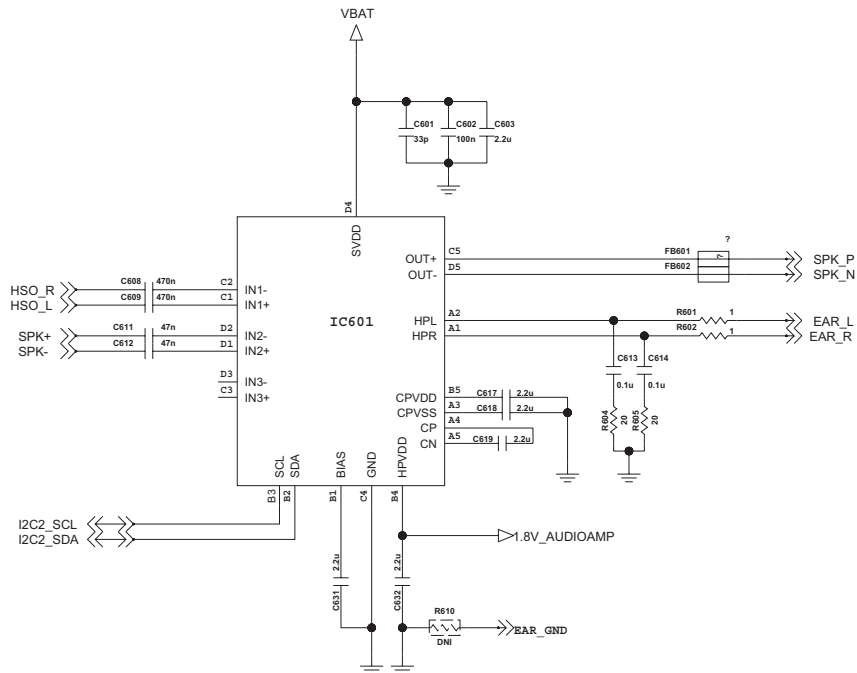 VBAT
C601
C602
C603
33p
100n
2.2u
D4
SVDD
OUT+
C5
FB601
?
?
SPK_P
OUT-
D5
FB602
SPK_N
HSO_R
C608
470n
C2
IN1-
HSO_L
C609
470n
C1
IN1+
IC601
HPL
A2
R601
1
EAR_L
HPR
A1
R602
1
EAR_R
SPK+
C611
47n
D2
IN2-
SPK-
C612
47n
D1
IN2+
C613
C614
0.1u
0.1u
D3
IN3-
C3
IN3+
CPVDD
B5
C617
2.2u
CPVSS
A3
C618
2.2u
CP
A4
CN
A5
C619
2.2u
R604
20
R605
20
SCL
SDA
BIAS
GND
HPVDD
B3
B2
B1
C4
B4
I2C2_SCL
I2C2_SDA
1.8V_AUDIOAMP
2.2u
C631
2.2u
C632
R610
DNI
EAR_GND